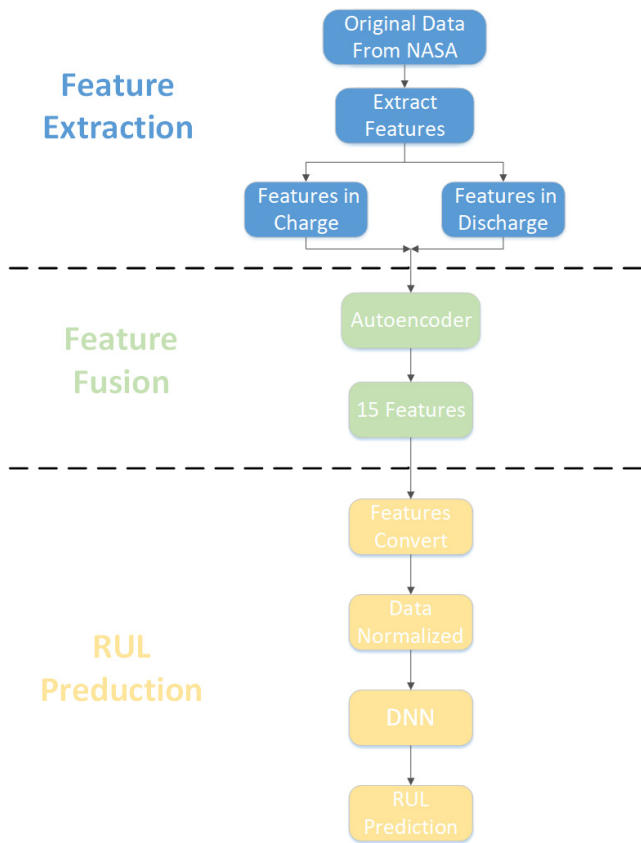 Original Data
From NASA
Feature
Extraction
Extract
Features
Features in
Charge
Features in
Discharge
Feature
Fusion
Autoencoder
15 Features
RUL
Preduction
Features
Convert
Data
Normalized
DNN
RUL
Prediction